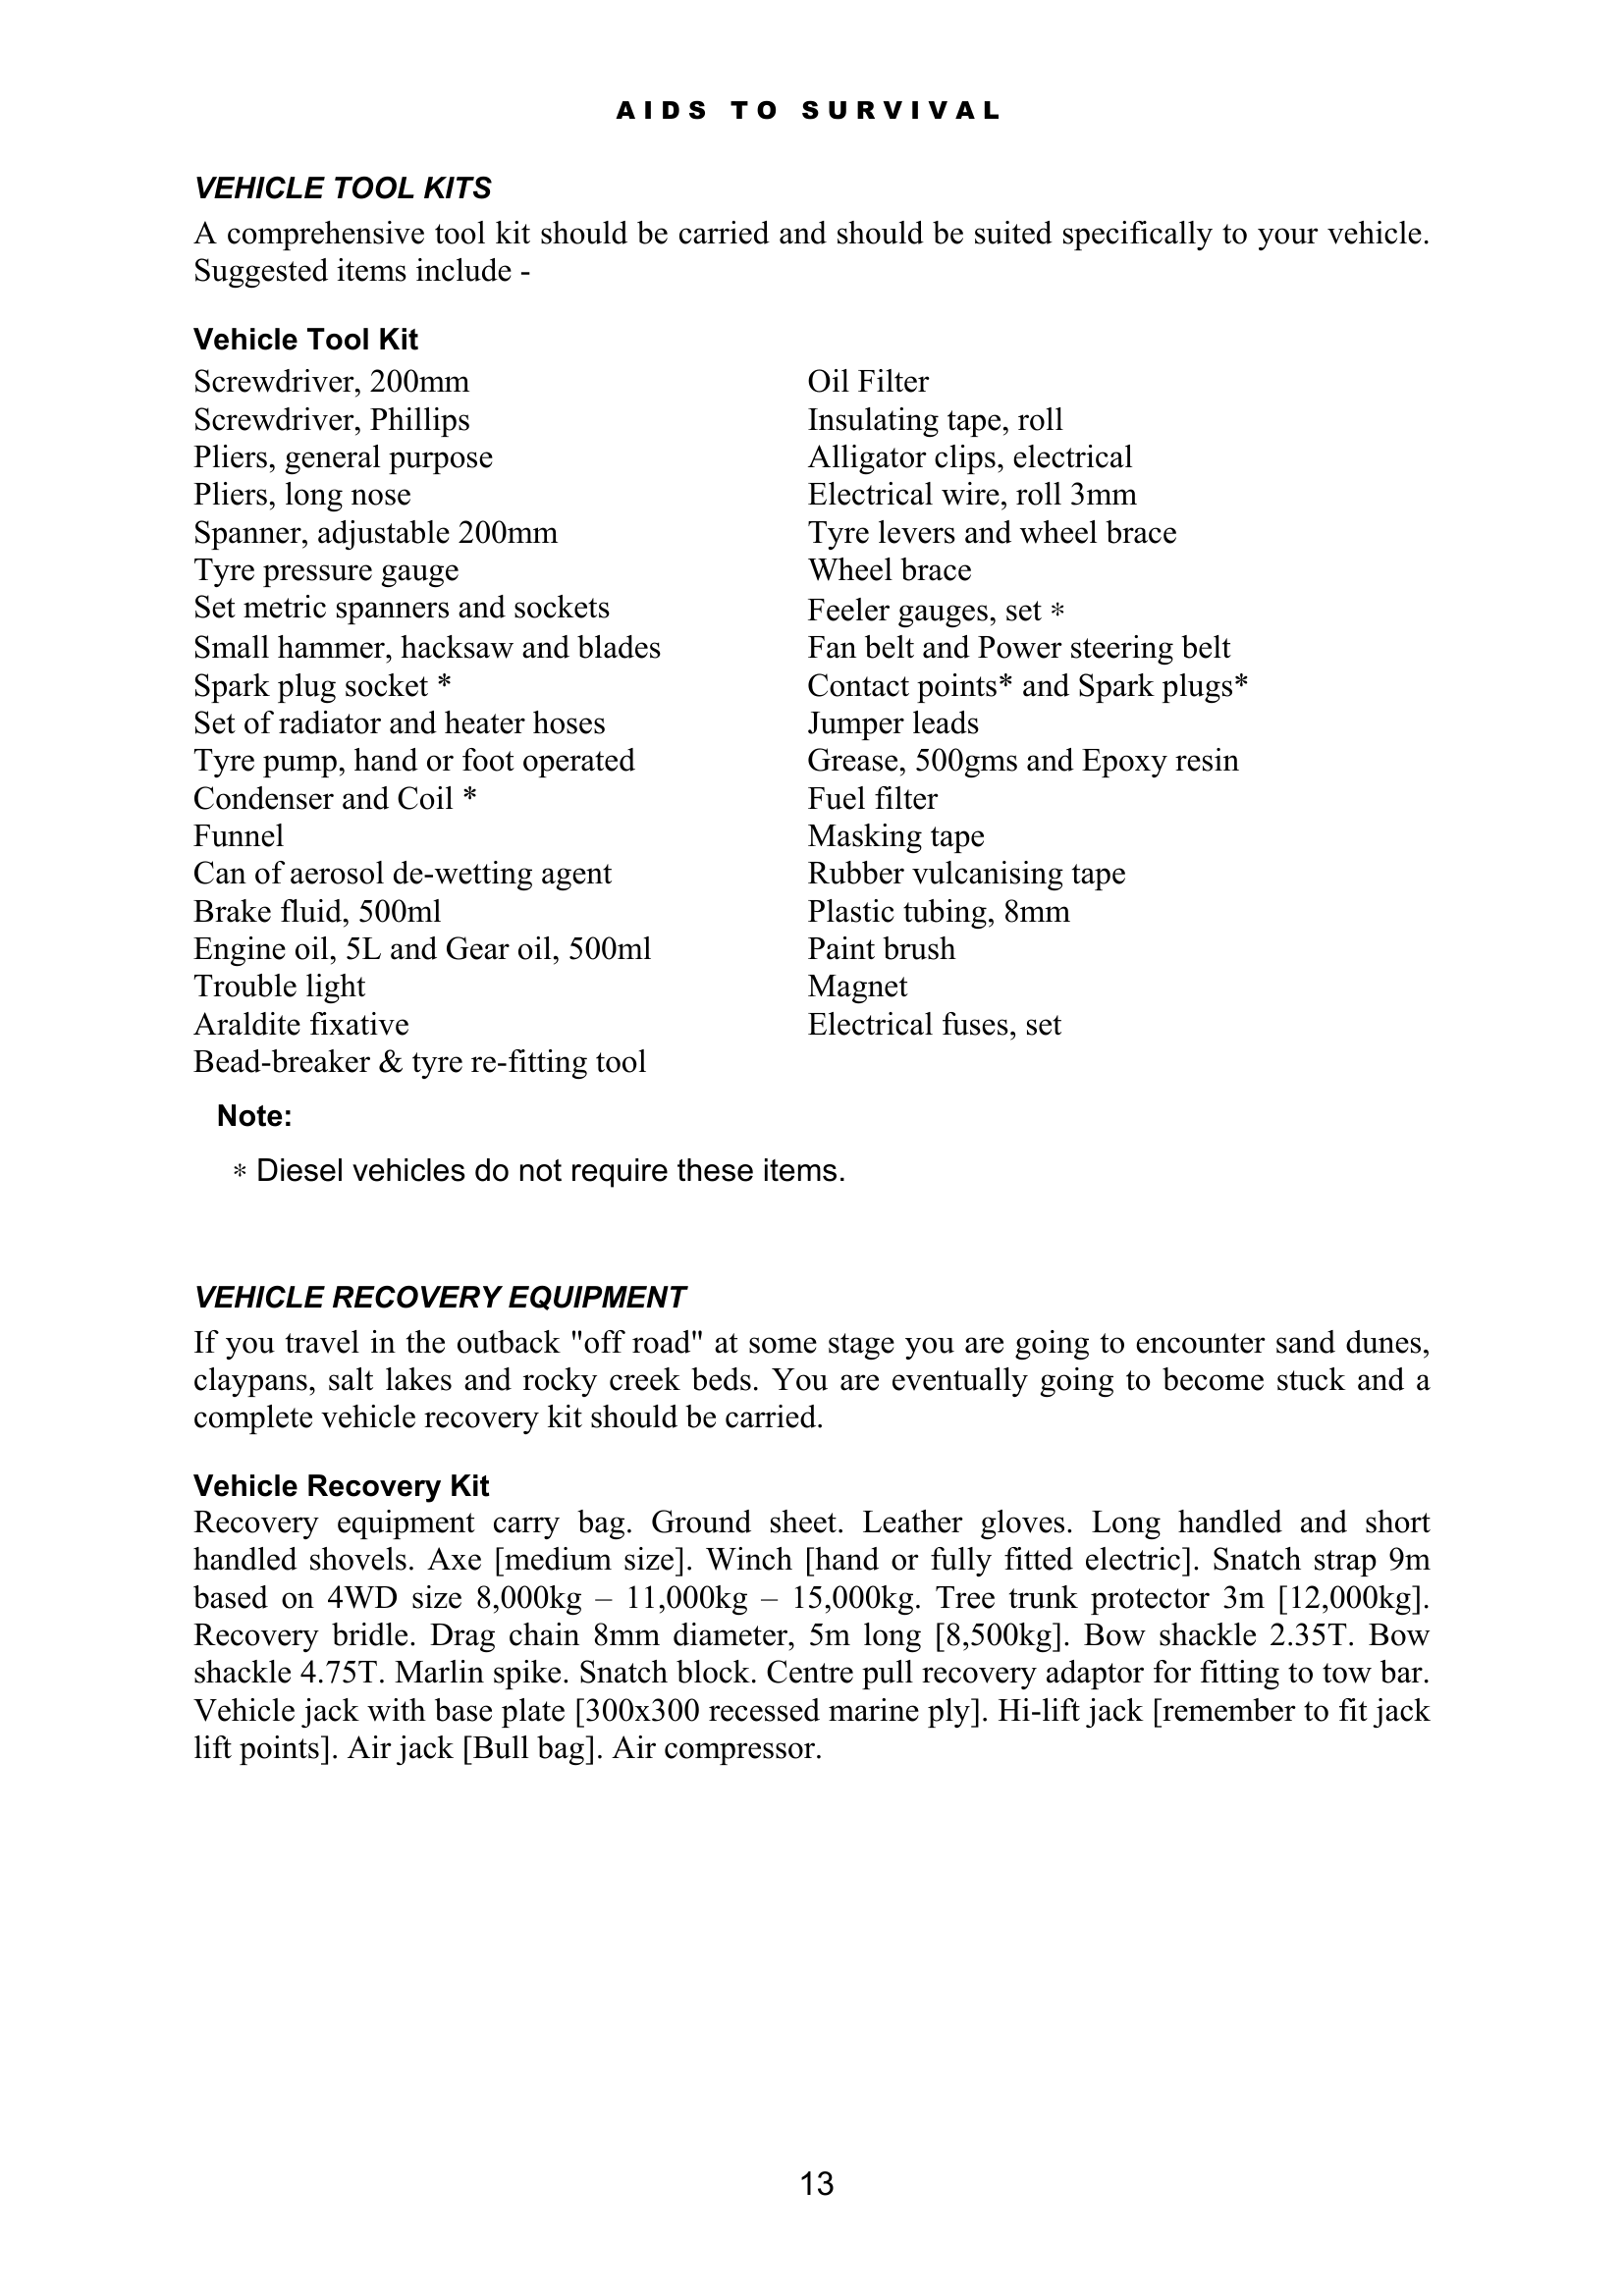 AIDS TO SURVIVAL
VEHICLE TOOL KITS
A comprehensive tool kit should be carried and should be suited specifically to your vehicle.
Suggested items include -
Vehicle Tool Kit
Screwdriver, 200mm
Screwdriver, Phillips
Pliers, general purpose
Pliers, long nose
Spanner, adjustable 200mm
Tyre pressure gauge
Set metric spanners and sockets
Small hammer, hacksaw and blades
Spark plug socket *
Set of radiator and heater hoses
Tyre pump, hand or foot operated
Condenser and Coil *
Funnel
Can of aerosol de-wetting agent
Brake fluid, 500ml
Engine oil, 5L and Gear oil, 500ml
Trouble light
Araldite fixative
Bead-breaker & tyre re-fitting tool
Oil Filter
Insulating tape, roll
Alligator clips, electrical
Electrical wire, roll 3mm
Tyre levers and wheel brace
Wheel brace
Feeler gauges, set *
Fan belt and Power steering belt
Contact points* and Spark plugs*
Jumper leads
Grease, 500gms and Epoxy resin
Fuel filter
Masking tape
Rubber vulcanising tape
Plastic tubing, 8mm
Paint brush
Magnet
Electrical fuses, set
Note:
* Diesel vehicles do not require these items.
VEHICLE RECOVERY EQUIPMENT
If you travel in the outback "off road" at some stage you are going to encounter sand dunes,
claypans, salt lakes and rocky creek beds. You are eventually going to become stuck and a
complete vehicle recovery kit should be carried.
Vehicle Recovery Kit
Recovery equipment carry bag. Ground sheet. Leather gloves. Long handled and short
handled shovels. Axe [medium size]. Winch [hand or fully fitted electric]. Snatch strap 9m
based on 4WD size 8,000kg – 11,000kg – 15,000kg. Tree trunk protector 3m [12,000kg].
Recovery bridle. Drag chain 8mm diameter, 5m long [8,500kg]. Bow shackle 2.35T. Bow
shackle 4.75T. Marlin spike. Snatch block. Centre pull recovery adaptor for fitting to tow bar.
Vehicle jack with base plate [300x300 recessed marine ply]. Hi-lift jack [remember to fit jack
lift points]. Air jack [Bull bag]. Air compressor.
13